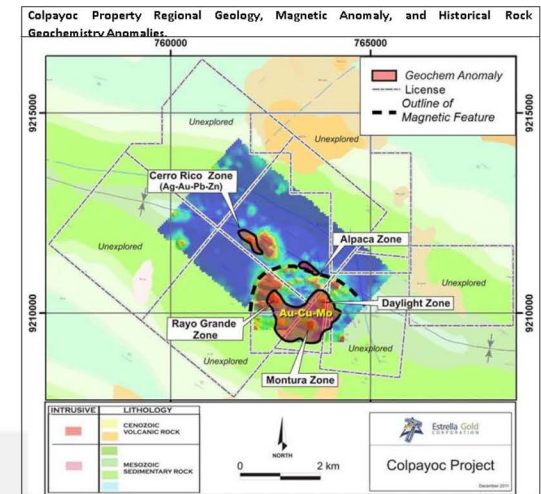 Colpayoc Property Regional Geology, Magnetic Anomaly, and Historical Rock
Geochemistry Anomalies.
760000
765000
Geochem Anomaly
License
Outline of
Magnetic Feature
9215000
9215000
Unexplored
Unexplored
Cerro Rico Zone
(Ag-Au-Pb-Zn)
Alpaca Zone
Unexplored
Unexplored
Daylight Zone
9210000
9210000
Au-Cu-Mo
Rayo Grande
Zone
Unexplored
Unexplored
Montura Zone
INTRUSIVE
LITHOLOGY
CENOZOIC
VOLCANIC ROCK
MESOZOIC
SEDIMENTARY ROCK
NORTH
0
2 km
Estrella Gold
CORPORATION
Colpayoc Project
December 2011